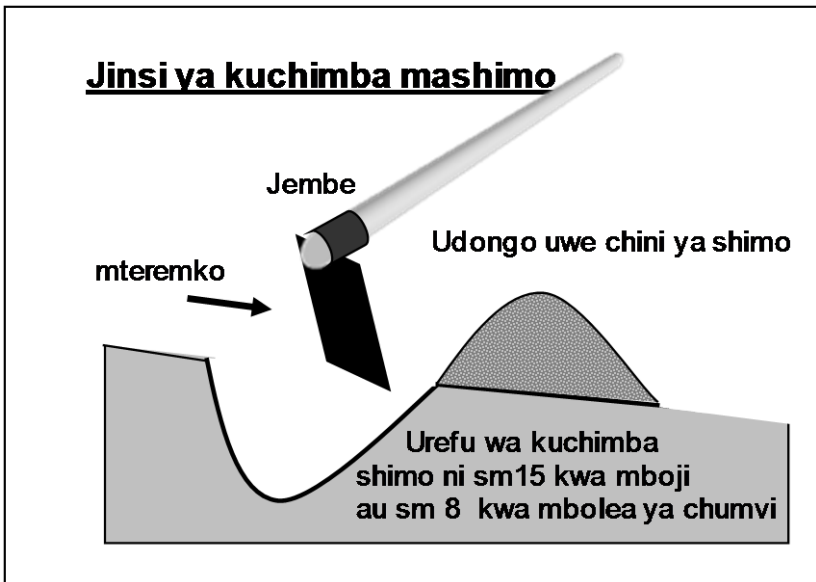 Jinsi ya kuchimba mashimo
Jembe
Udongo uwe chini ya shimo
mteremko
Urefu wa kuchimba
shimo ni sm15 kwa mboji
au sm 8 kwa mbolea ya chumvi